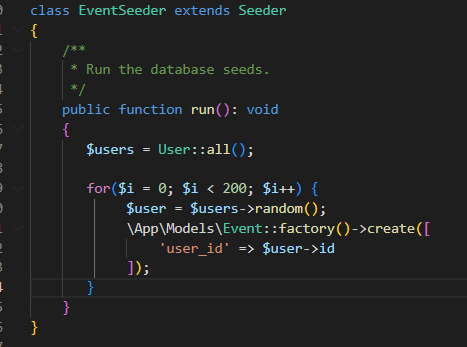 class EventSeeder extends Seeder
{
    /**
     * Run the database seeds.
     */
    public function run(): void
    {
        $users = User::all();

        for($i = 0; $i < 200; $i++) {
            $user = $users->random();
            \App\Models\Event::factory()->create([
                'user_id' => $user->id
            ]);
        }
    }
}